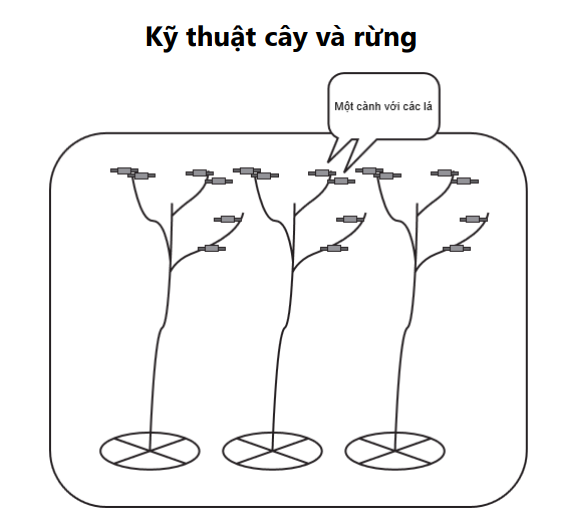 Kỹ thuật cây và rừng
Một cành với các lá